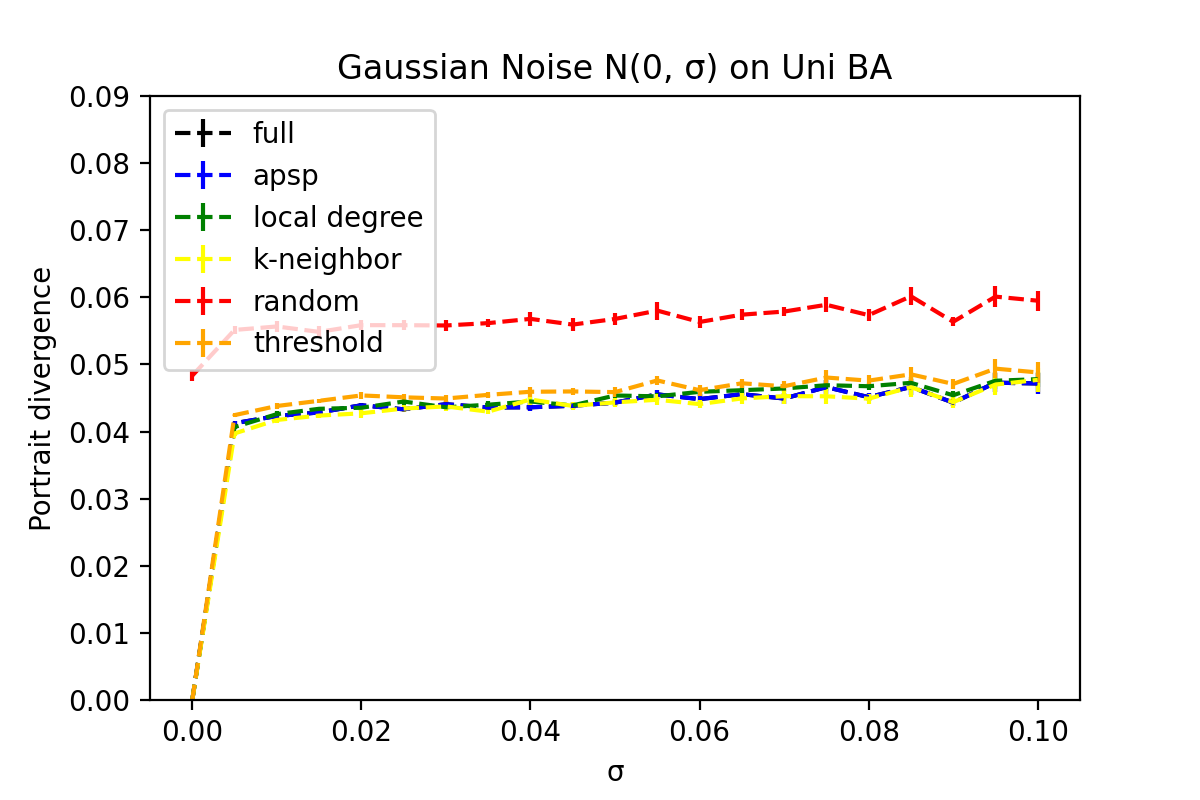 Gaussian Noise N(0, σ) on Uni BA
0.09
0.08
0.07
0.06
0.05
0.04
0.03
0.02
0.01
0.00
Portrait divergence
full
apsp
local degree
k-neighbor
random
threshold
0.00 0.02 0.04 0.06 0.08 0.10
σ